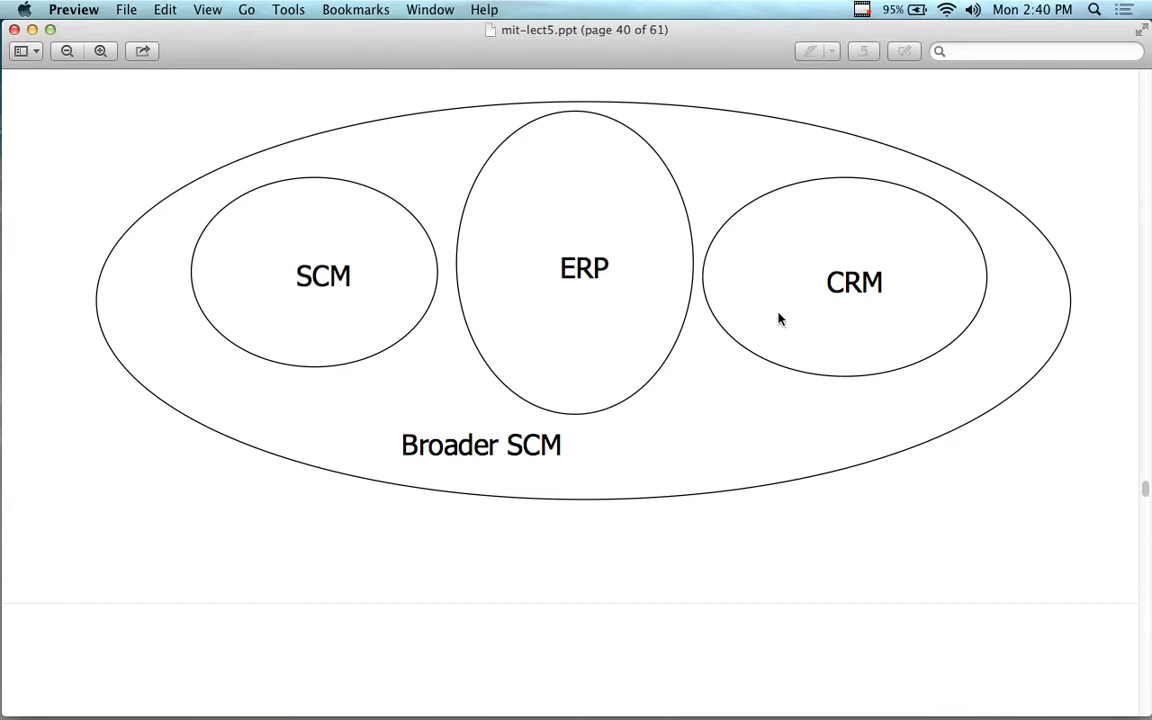 Preview File Edit View Go Tools Bookmarks Window Help 95% Mon 2:40 PM
mit-lect5.ppt (page 40 of 61)
SCM
ERP
CRM
Broader SCM